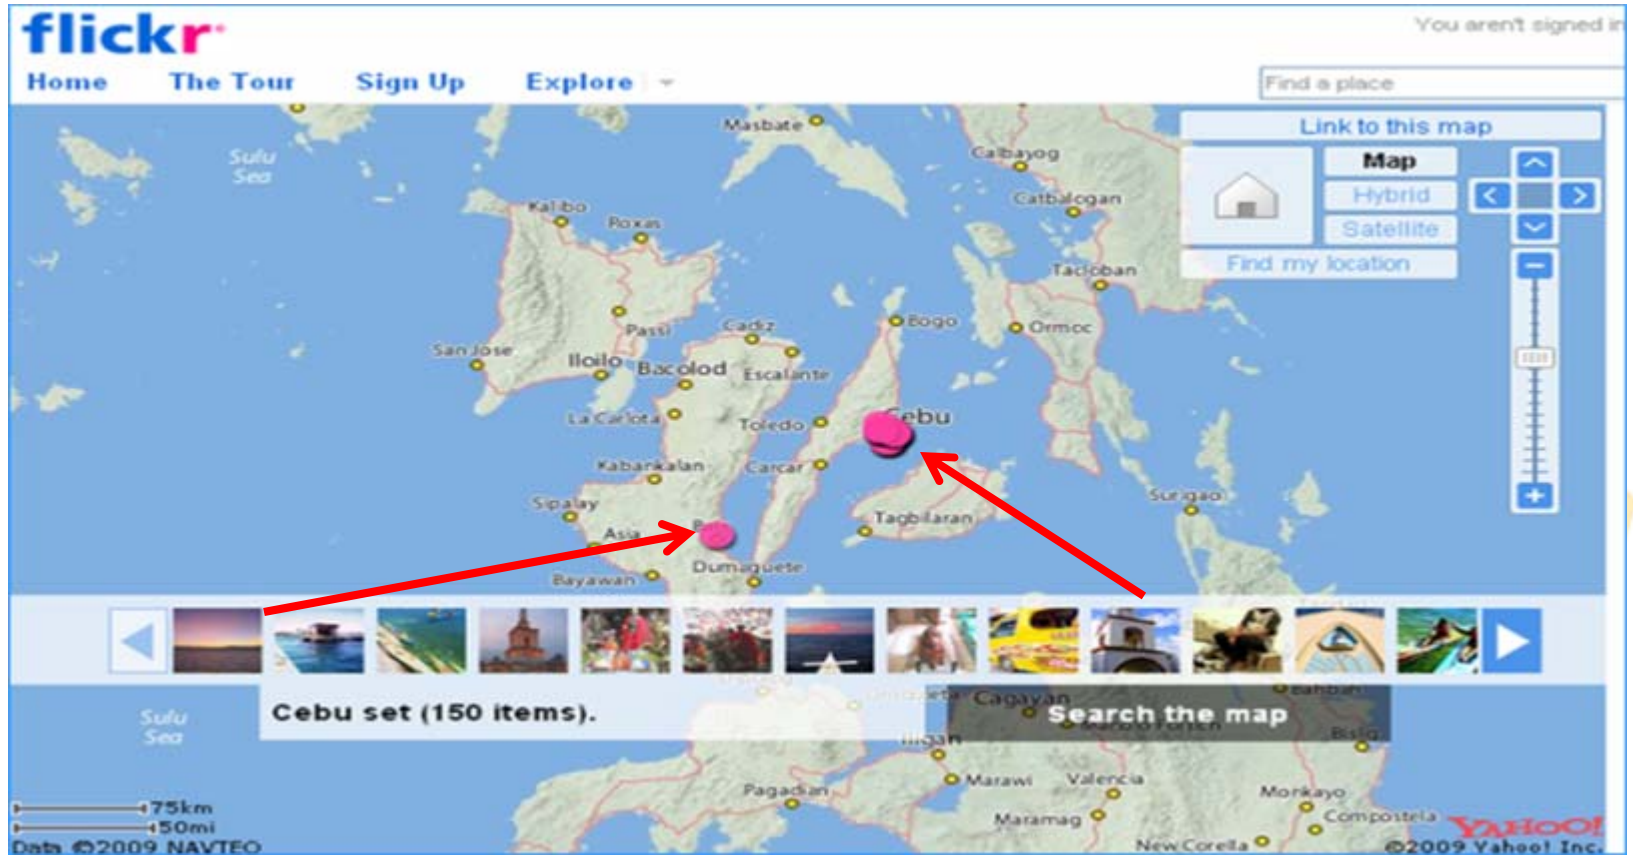 flickr
You aren't signed in
Home The Tour Sign Up Explore
Find a place
Link to this map
Map
Hybrid
Satellite
Find my location
Sulu
Sea
Masbate
Calbayog
Catbalogan
Kalibo
Roxas
Tacloban
Passi
Cadiz
Bogo
Ormoc
San Jose
Iloilo
Bacolod
Escalante
La Carlota
Toledo
Cebu
Kabankalan
Carcar
Sipalay
Surigao
Asia
Tagbilaran
Bayawan
Dumaguete
Cebu set (150 items).
Search the map
Sulu
Sea
Cagayan
Iligan
Bislig
Marawi
Valencia
Pagadian
Monkayo
Maramag
Compostela
New Corella
75km
50mi
YAHOO!
Data ©2009 NAVTEQ
©2009 Yahoo! Inc.